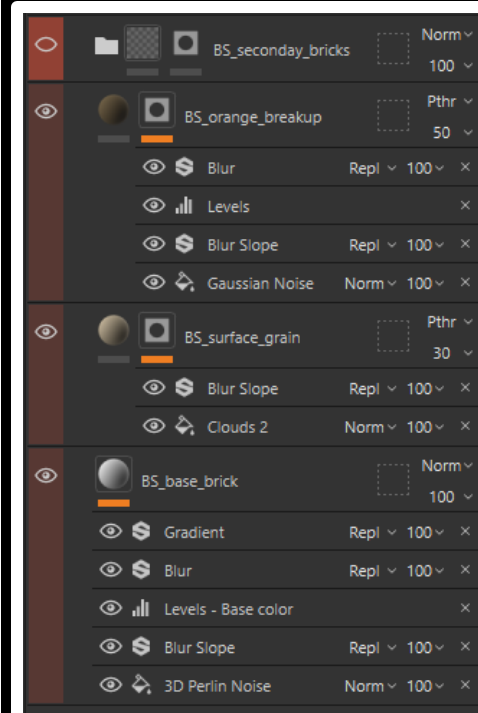 Norm
BS_seconday_bricks
100
Pthr
BS_orange_breakup
50
Blur Repl 100
Levels
Blur Slope Repl 100
Gaussian Noise Norm 100
Pthr
BS_surface_grain
30
Blur Slope Repl 100
Clouds 2 Norm 100
Norm
BS_base_brick
100
Gradient Repl 100
Blur Repl 100
Levels - Base color
Blur Slope Repl 100
3D Perlin Noise Norm 100